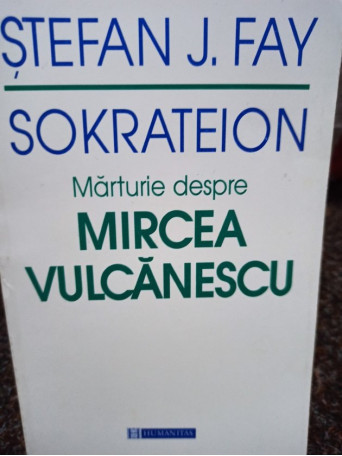 ȘTEFAN J. FAY
SOKRATEION
Mărturie despre
MIRCEA
VULCĂNESCU
HUMANITAS